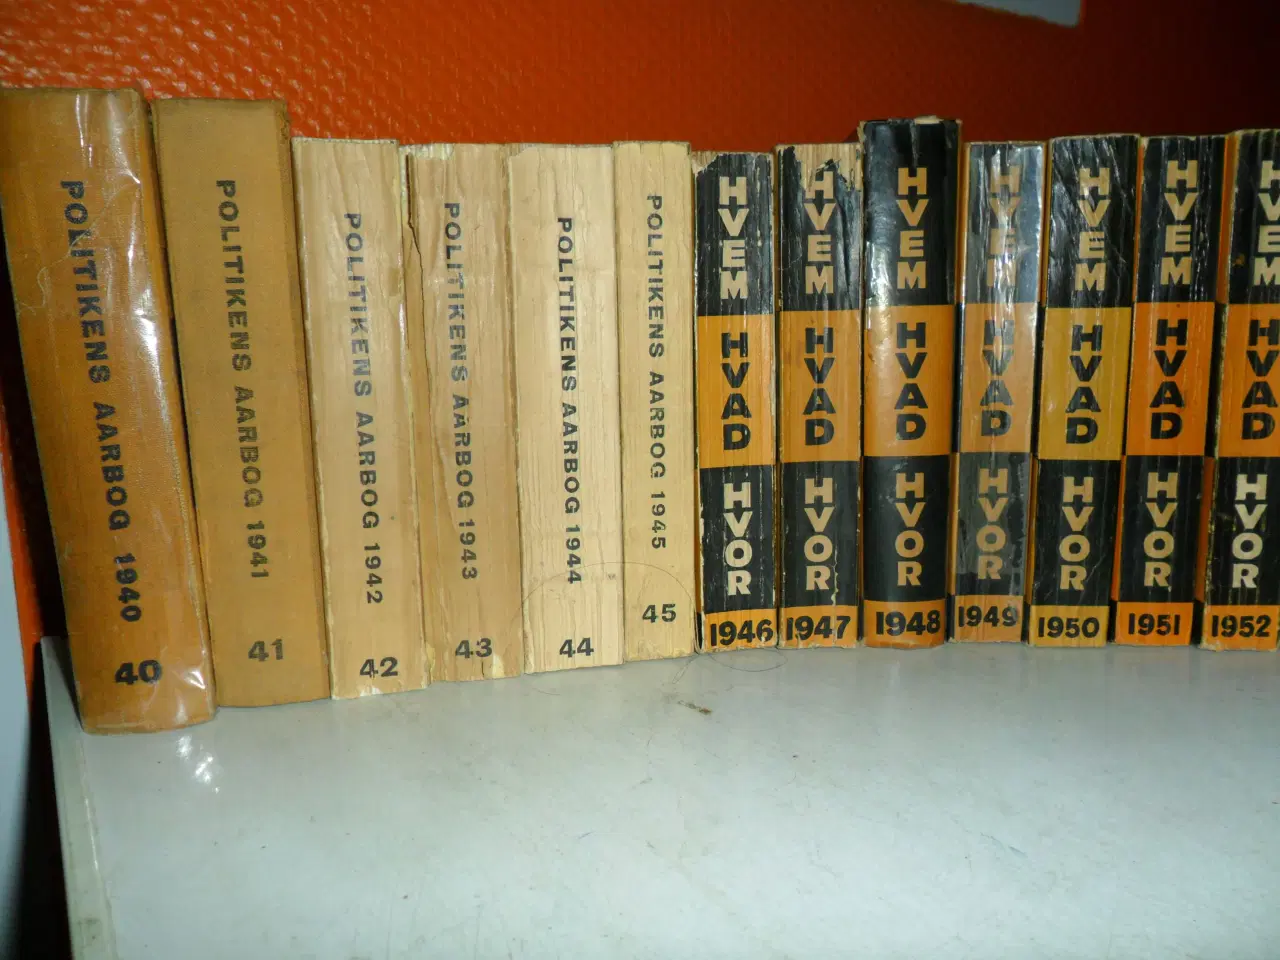 POLITIKENS AARBOG 1940
40
POLITIKENS AARBOG 1941
41
POLITIKENS AARBOG 1942
42
POLITIKENS AARBOG 1943
43
POLITIKENS AARBOG 1944
44
POLITIKENS AARBOG 1945
45
HVEM
HVAD
HVOR
1946
HVEM
HVAD
HVOR
1947
HVEM
HVAD
HVOR
1948
HVEM
HVAD
HVOR
1949
HVEM
HVAD
HVOR
1950
HVEM
HVAD
HVOR
1951
HVEM
HVAD
HVOR
1952